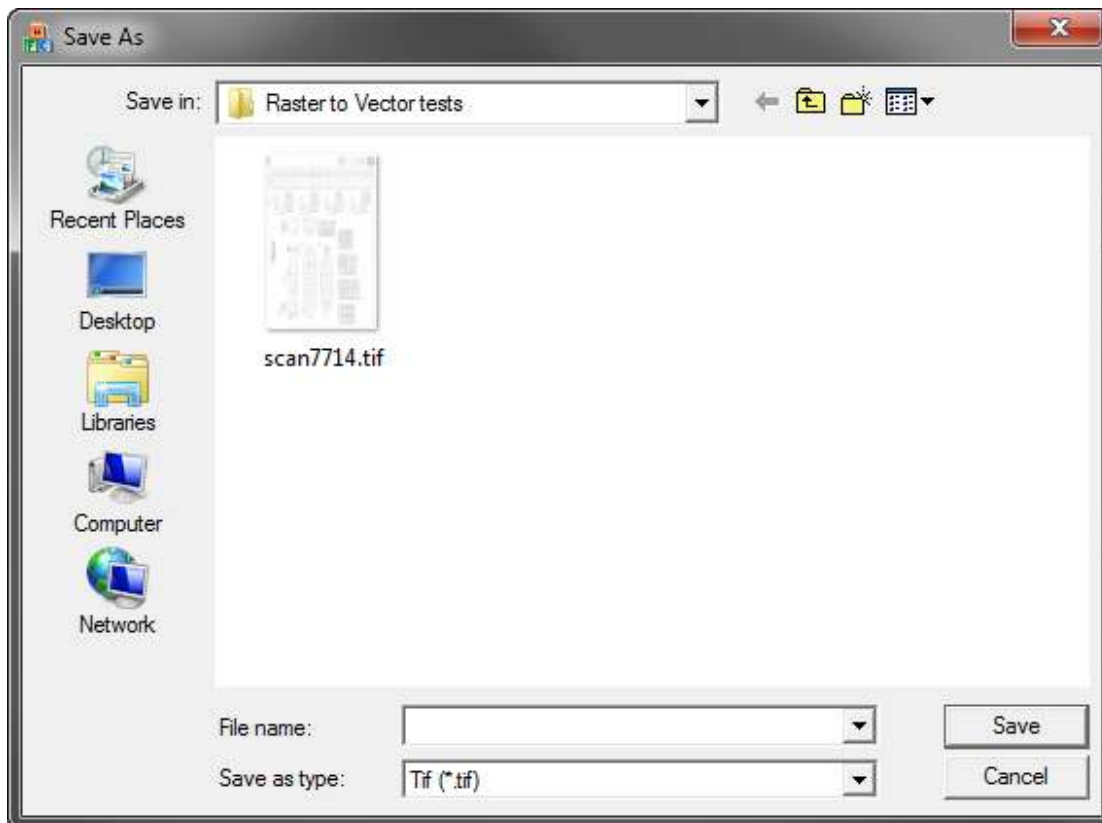 Save As
Save in:
Raster to Vector tests
Recent Places
Desktop
Libraries
Computer
Network
scan7714.tif
File name:
Save
Save as type:
Tif (*.tif)
Cancel